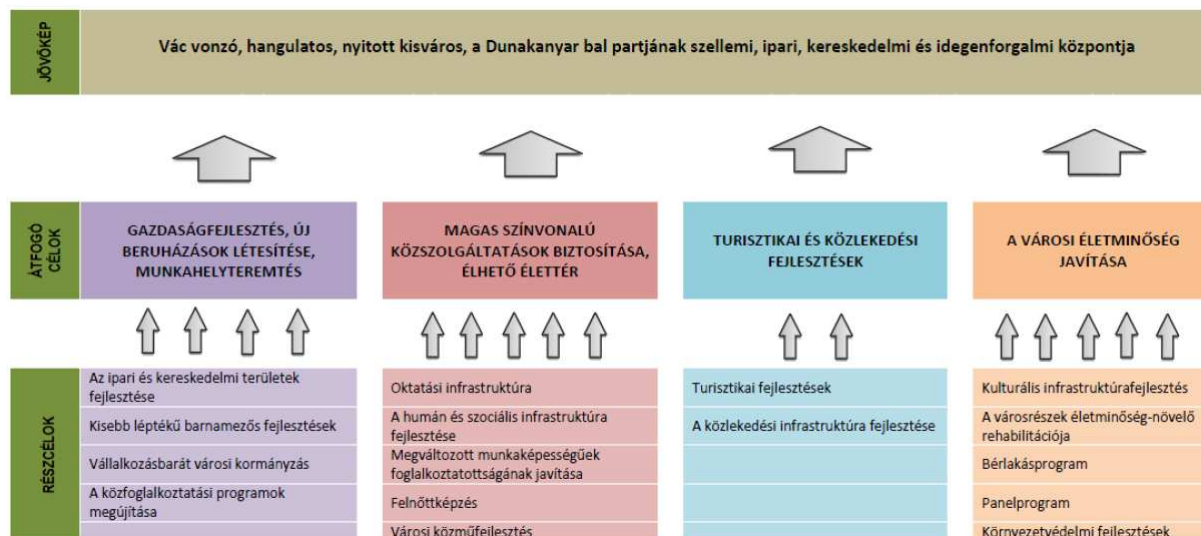 JÖVŐKÉP
Vác vonzó, hangulatos, nyitott kisváros, a Dunakanyar bal partjának szellemi, ipari, kereskedelmi és idegenforgalmi központja
ÁTFOGÓ
CÉLOK
GAZDASÁGFEJLESZTÉS, ÚJ
BERUHÁZÁSOK LÉTESÍTÉSE,
MUNKAHELYTEREMTÉS
MAGAS SZÍNVONALÚ
KÖZSZOLGÁLTATÁSOK BIZTOSÍTÁSA,
ÉLHETŐ ÉLETTÉR
TURISZTIKAI ÉS KÖZLEKEDÉSI
FEJLESZTÉSEK
A VÁROSI ÉLETMINŐSÉG
JAVÍTÁSA
RÉSZCÉLOK
Az ipari és kereskedelmi területek
fejlesztése
Kisebb léptékű barnamezős fejlesztések
Vállalkozásbarát városi kormányzás
A közfoglalkoztatási programok
megújítása
Oktatási infrastruktúra
A humán és szociális infrastruktúra
fejlesztése
Megváltozott munkaképességűek
foglalkoztatottságának javítása
Felnőttképzés
Városi közműfejlesztés
Turisztikai fejlesztések
A közlekedési infrastruktúra fejlesztése
Kulturális infrastruktúrafejlesztés
A városrészek életminőség-növelő
rehabilitációja
Bérlakásprogram
Panelprogram
Környezetvédelmi fejlesztések